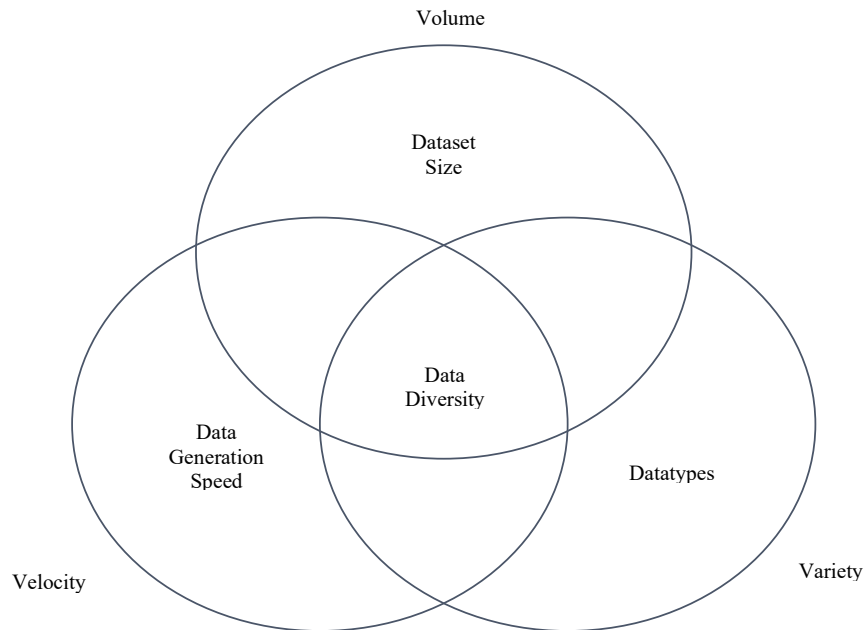 Volume
Dataset
Size
Data
Diversity
Data
Generation
Speed
Datatypes
Velocity
Variety